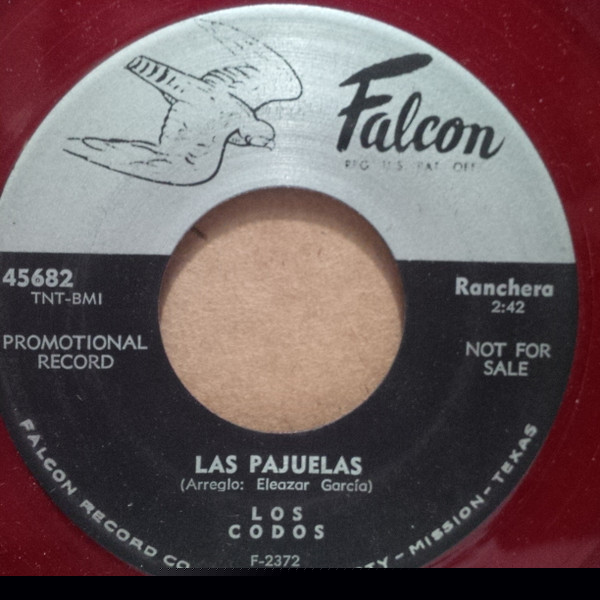 Falcon
REG. U.S. PAT. OFF.
45682
TNT-BMI
Ranchera
2:42
PROMOTIONAL
RECORD
NOT FOR
SALE
LAS PAJUELAS
(Arreglo: Eleazar García)
LOS
CODOS
F-2372
FALCON RECORD CO MISSION-TEXAS